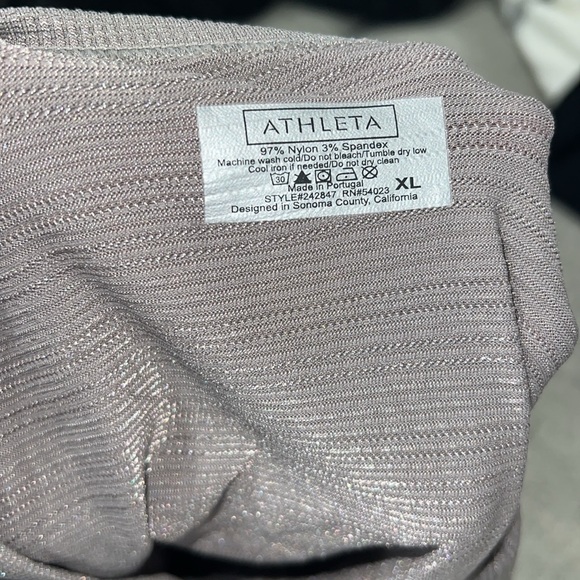 ATHLETA
97% Nylon 3% Spandex
Machine wash cold/Do not bleach/Tumble dry low
Cool iron if needed/Do not dry clean
30
Made in Portugal
XL
STYLE#242847 RN#54023
Designed in Sonoma County, California